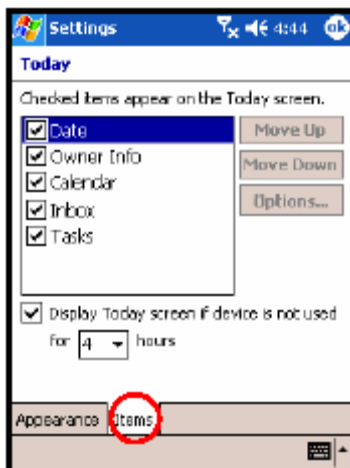 Settings 4:44 ok
Today
Checked items appear on the Today screen.
Date
Owner Info
Calendar
Inbox
Tasks
Move Up
Move Down
Options...
Display Today screen if device is not used
for 4 hours
Appearance Items